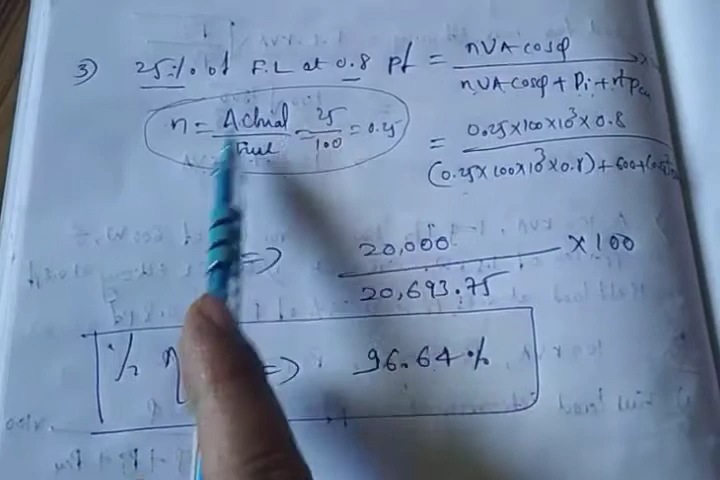 3) 25% of F.L at 0.8 pf = nVA cosφ / nVA cosφ + Pi + n²Pcu
n = Actual / Full = 25/100 = 0.25
= 0.25×100×10³×0.8 / (0.25×100×10³×0.8)+600+
=> 20,000 / 20,693.75 ×100
% η => 96.64%